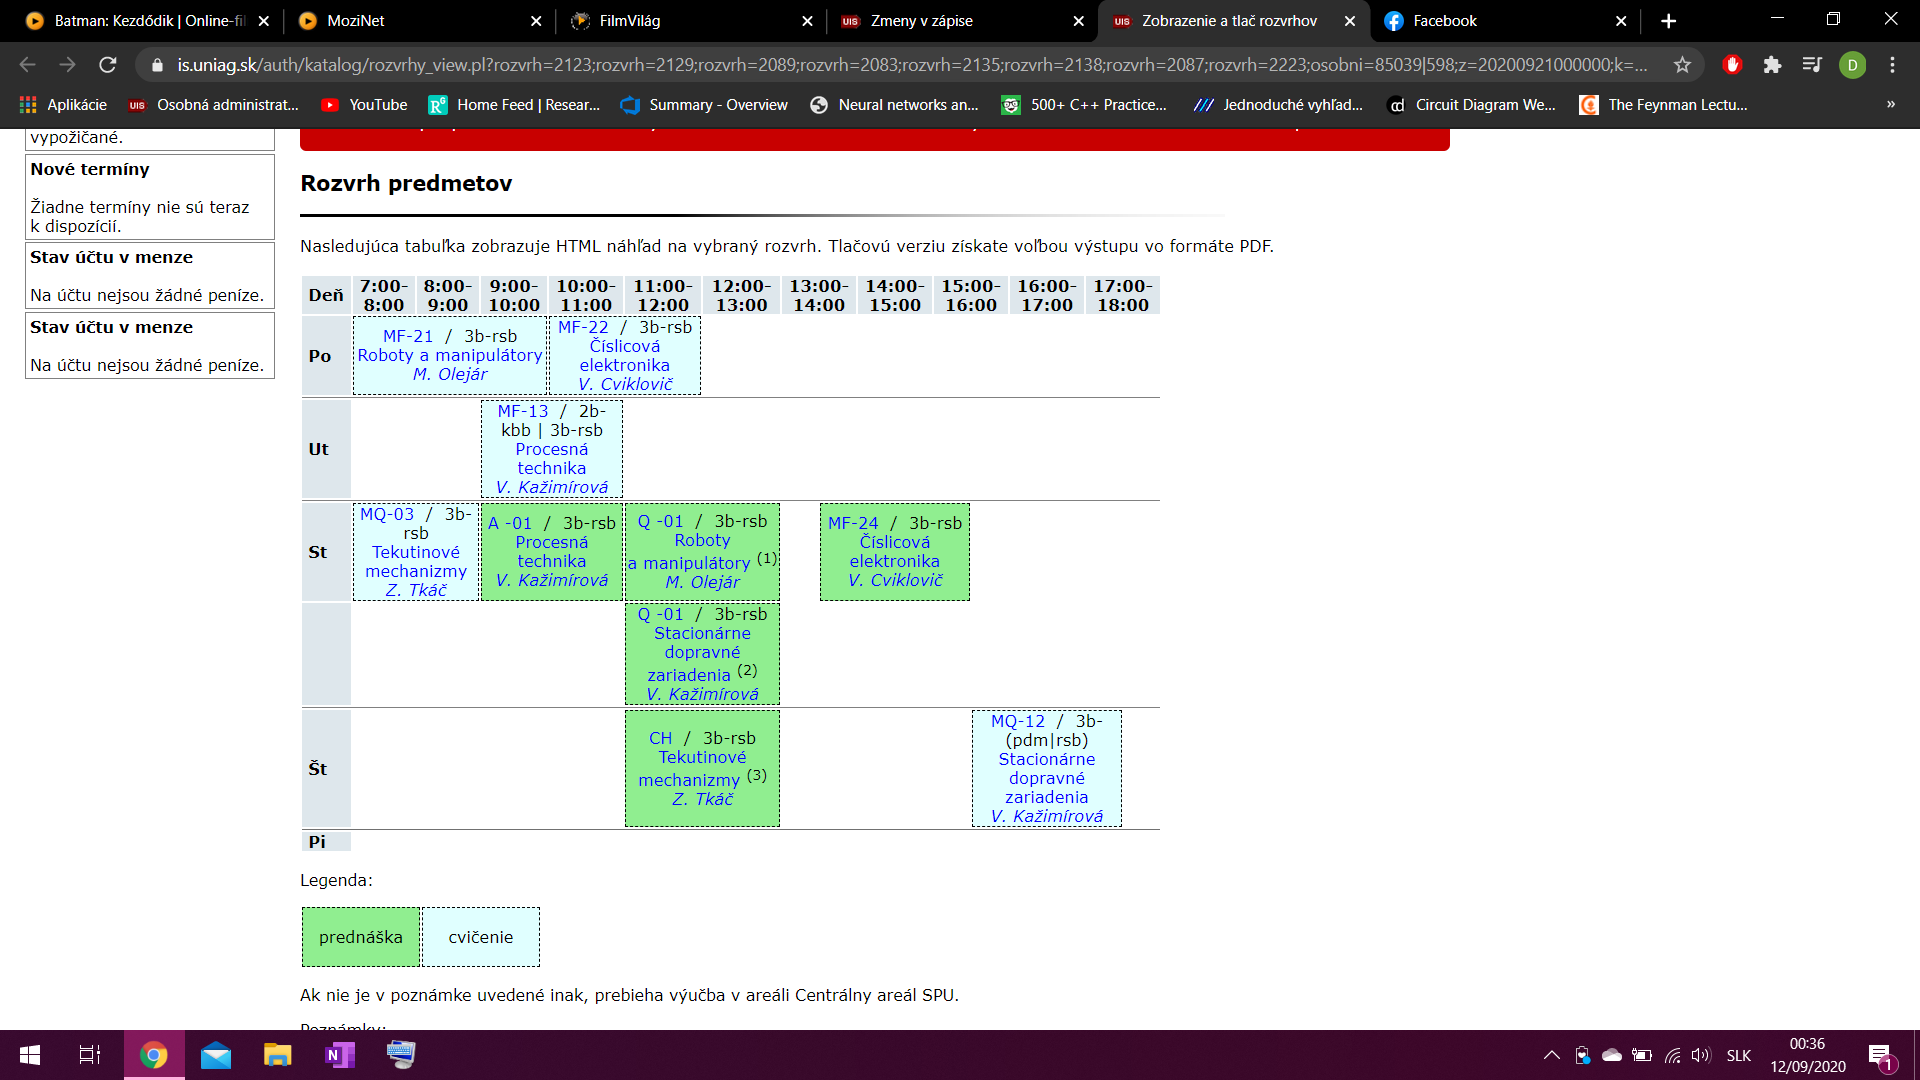 Batman: Kezdődik | Online-fil
MoziNet
FilmVilág
Zmeny v zápise
Zobrazenie a tlač rozvrhov
Facebook
is.uniag.sk/auth/katalog/rozvrhy_view.pl?rozvrh=2123;rozvrh=2129;rozvrh=2089;rozvrh=2083;rozvrh=2135;rozvrh=2138;rozvrh=2087;rozvrh=2223;osobni=85039|598;z=20200921000000;k=...
D
Aplikácie
UIS Osobná administrat...
YouTube
Home Feed | Resear...
Summary - Overview
Neural networks an...
500+ C++ Practice...
Jednoduché vyhľad...
Circuit Diagram We...
The Feynman Lectu...
»
vypožičané.
Nové termíny
Žiadne termíny nie sú teraz
k dispozícií.
Stav účtu v menze
Na účtu nejsou žádné peníze.
Stav účtu v menze
Na účtu nejsou žádné peníze.
Rozvrh predmetov
Nasledujúca tabuľka zobrazuje HTML náhľad na vybraný rozvrh. Tlačovú verziu získate voľbou výstupu vo formáte PDF.
Deň 7:00-8:00 8:00-9:00 9:00-10:00 10:00-11:00 11:00-12:00 12:00-13:00 13:00-14:00 14:00-15:00 15:00-16:00 16:00-17:00 17:00-18:00
Po
MF-21 / 3b-rsb
Roboty a manipulátory
M. Olejár
MF-22 / 3b-rsb
Číslicová
elektronika
V. Cviklovič
Ut
MF-13 / 2b-
kbb | 3b-rsb
Procesná
technika
V. Kažimírová
St
MQ-03 / 3b-
rsb
Tekutinové
mechanizmy
Z. Tkáč
A -01 / 3b-rsb
Procesná
technika
V. Kažimírová
Q -01 / 3b-rsb
Roboty
a manipulátory (1)
M. Olejár
MF-24 / 3b-rsb
Číslicová
elektronika
V. Cviklovič
Q -01 / 3b-rsb
Stacionárne
dopravné
zariadenia (2)
V. Kažimírová
Št
CH / 3b-rsb
Tekutinové
mechanizmy (3)
Z. Tkáč
MQ-12 / 3b-
(pdm|rsb)
Stacionárne
dopravné
zariadenia
V. Kažimírová
Pi
Legenda:
prednáška
cvičenie
Ak nie je v poznámke uvedené inak, prebieha výučba v areáli Centrálny areál SPU.
Poznámky:
SLK
00:36
12/09/2020
1